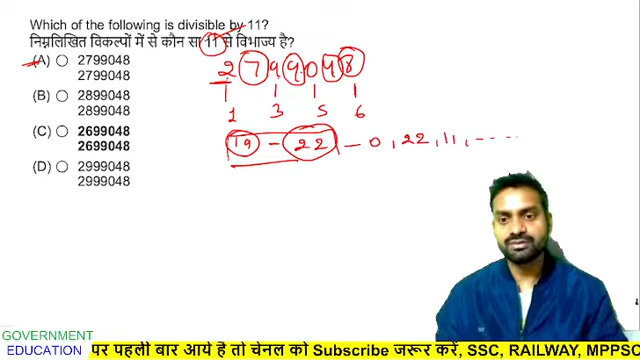 Which of the following is divisible by 11?
निम्नलिखित विकल्पों में से कौन सा 11 से विभाज्य है?
(A) 2799048
2799048
(B) 2899048
2899048
(C) 2699048
2699048
(D) 2999048
2999048
2 7 9 9 0 4 8
1 3 5 6
19 - 22 - 0, 22, 11, -----
GOVERNMENT
EDUCATION
पर पहली बार आये है तो चेनल को Subscribe जरूर करें, SSC, RAILWAY, MPPSC